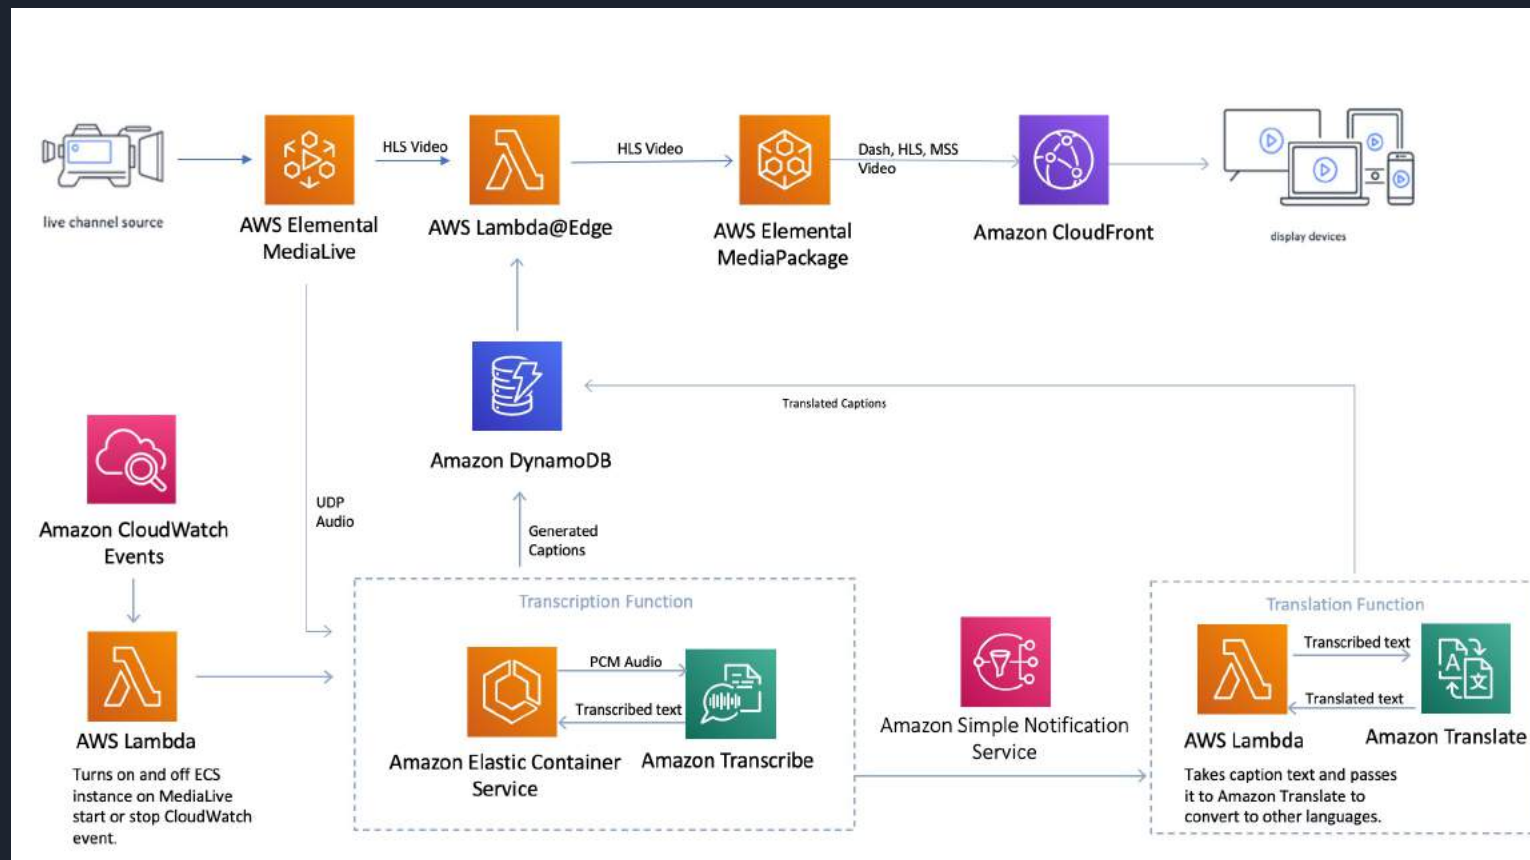 HLS Video
HLS Video
Dash, HLS, MSS
Video
live channel source
AWS Elemental
MediaLive
AWS Lambda@Edge
AWS Elemental
MediaPackage
Amazon CloudFront
display devices
Translated Captions
Amazon DynamoDB
Amazon CloudWatch
Events
UDP
Audio
Generated
Captions
Transcription Function
PCM Audio
Transcribed text
Amazon Elastic Container
Service
Amazon Transcribe
AWS Lambda
Turns on and off ECS
instance on MediaLive
start or stop CloudWatch
event.
Amazon Simple Notification
Service
Translation Function
Transcribed text
Translated text
AWS Lambda
Amazon Translate
Takes caption text and passes
it to Amazon Translate to
convert to other languages.
A
文